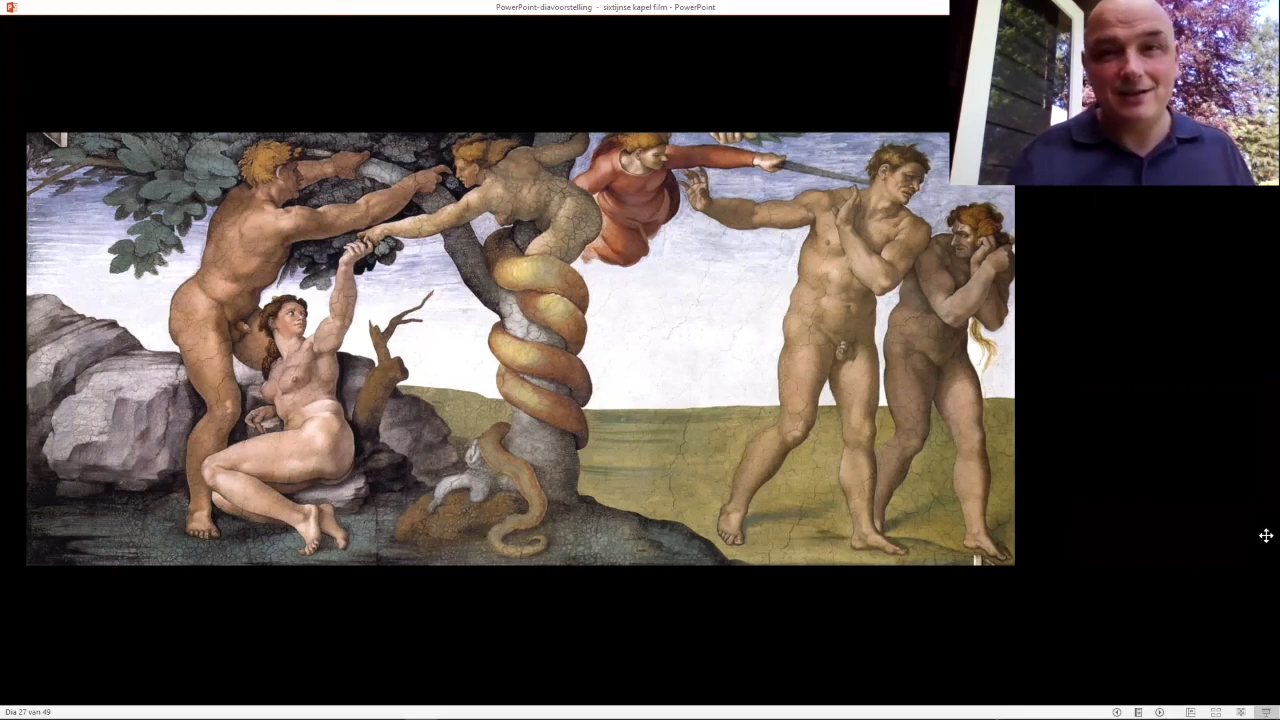 PowerPoint-diavoorstelling - sixtijnse kapel film - PowerPoint
Dia 27 van 49